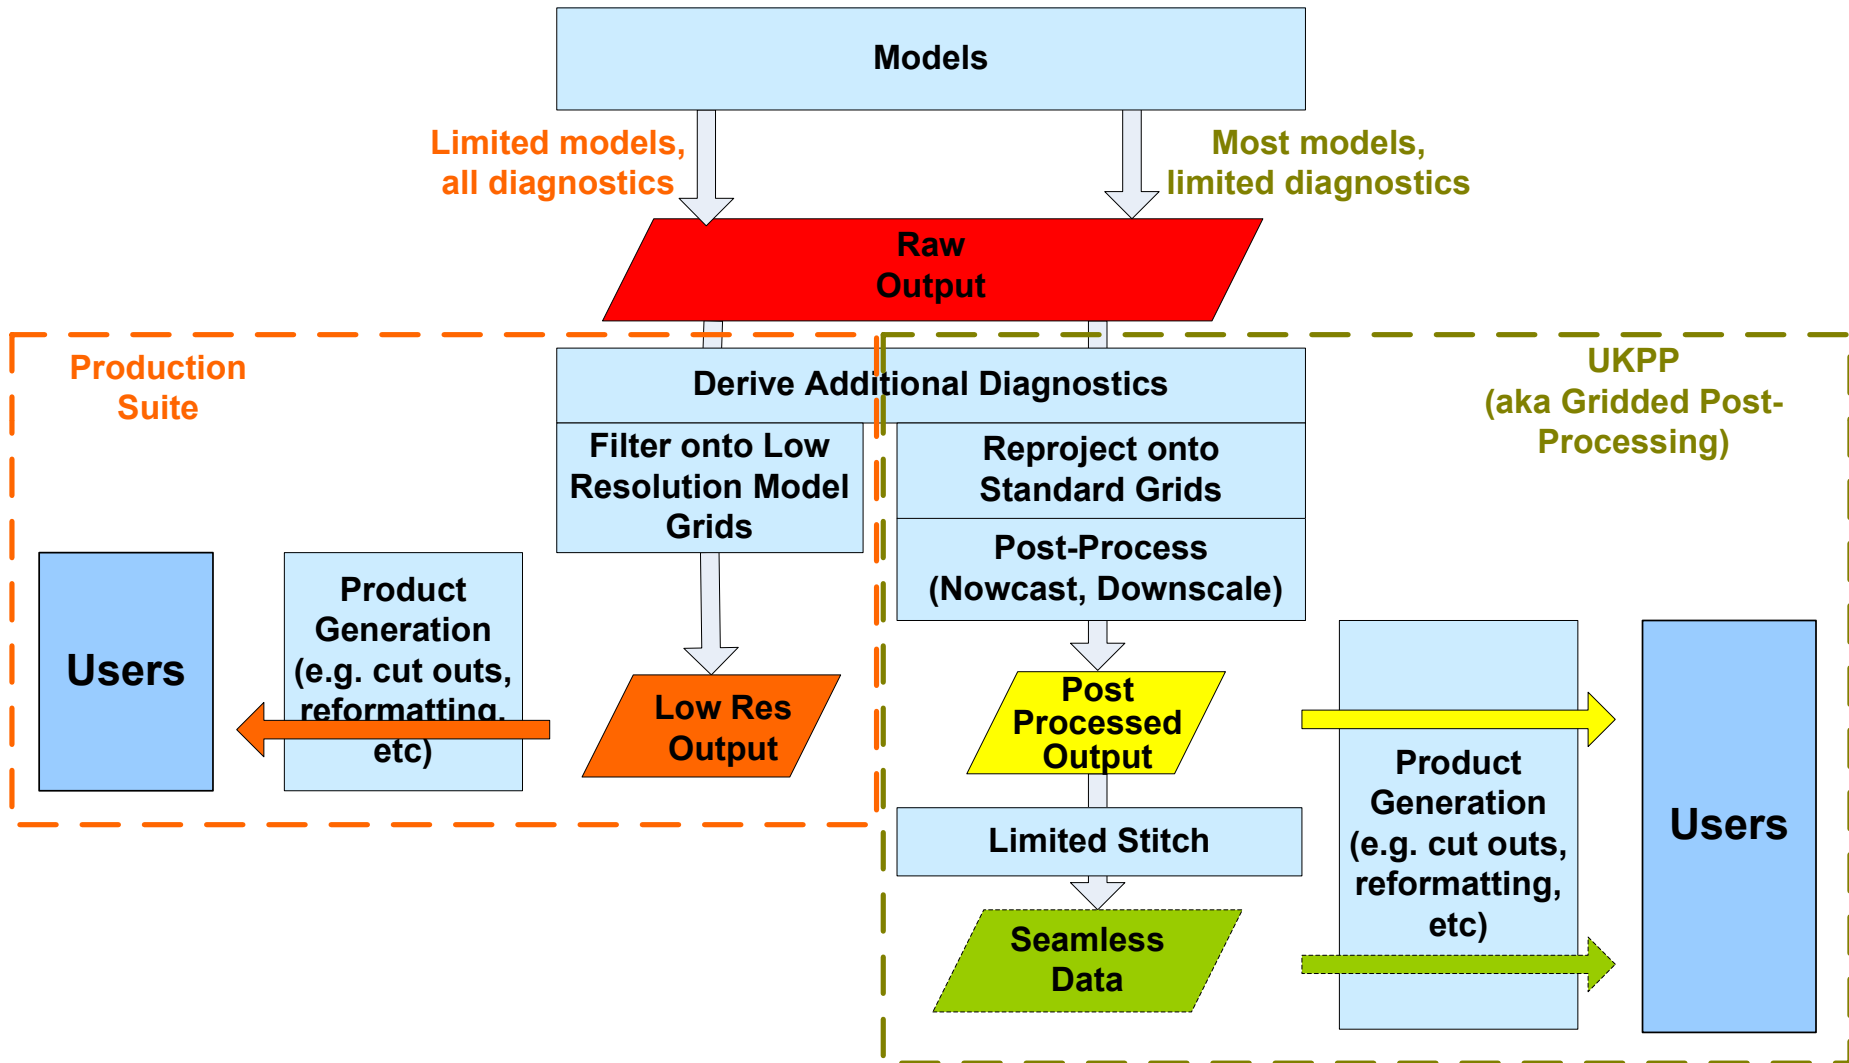 Models
Limited models,
all diagnostics
Most models,
limited diagnostics
Raw
Output
Production
Suite
UKPP
(aka Gridded Post-
Processing)
Derive Additional Diagnostics
Filter onto Low
Resolution Model
Grids
Reproject onto
Standard Grids
Post-Process
(Nowcast, Downscale)
Users
Product
Generation
(e.g. cut outs,
reformatting,
etc)
Low Res
Output
Post
Processed
Output
Product
Generation
(e.g. cut outs,
reformatting,
etc)
Users
Limited Stitch
Seamless
Data